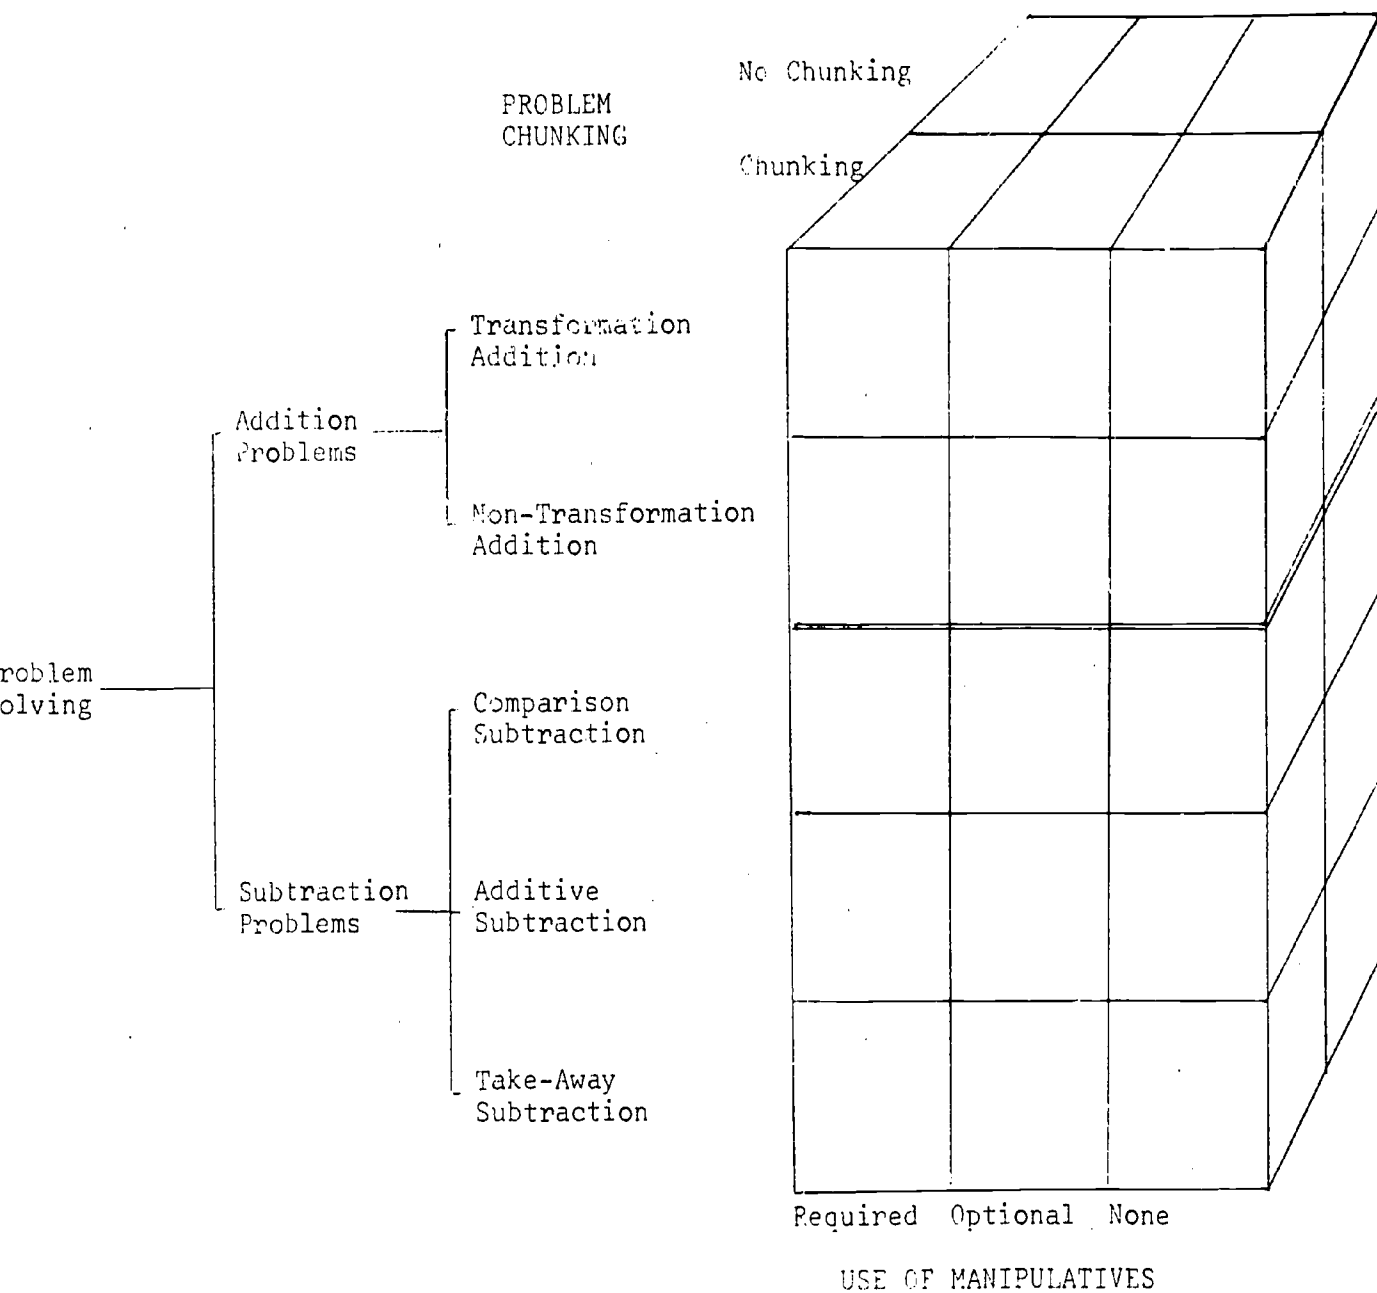 No Chunking
PROBLEM
CHUNKING
Chunking
Transformation
Addition
Addition
Problems
Non-Transformation
Addition
roblem
olving
Comparison
Subtraction
Subtraction
Problems
Additive
Subtraction
Take-Away
Subtraction
Required Optional None
USE OF MANIPULATIVES